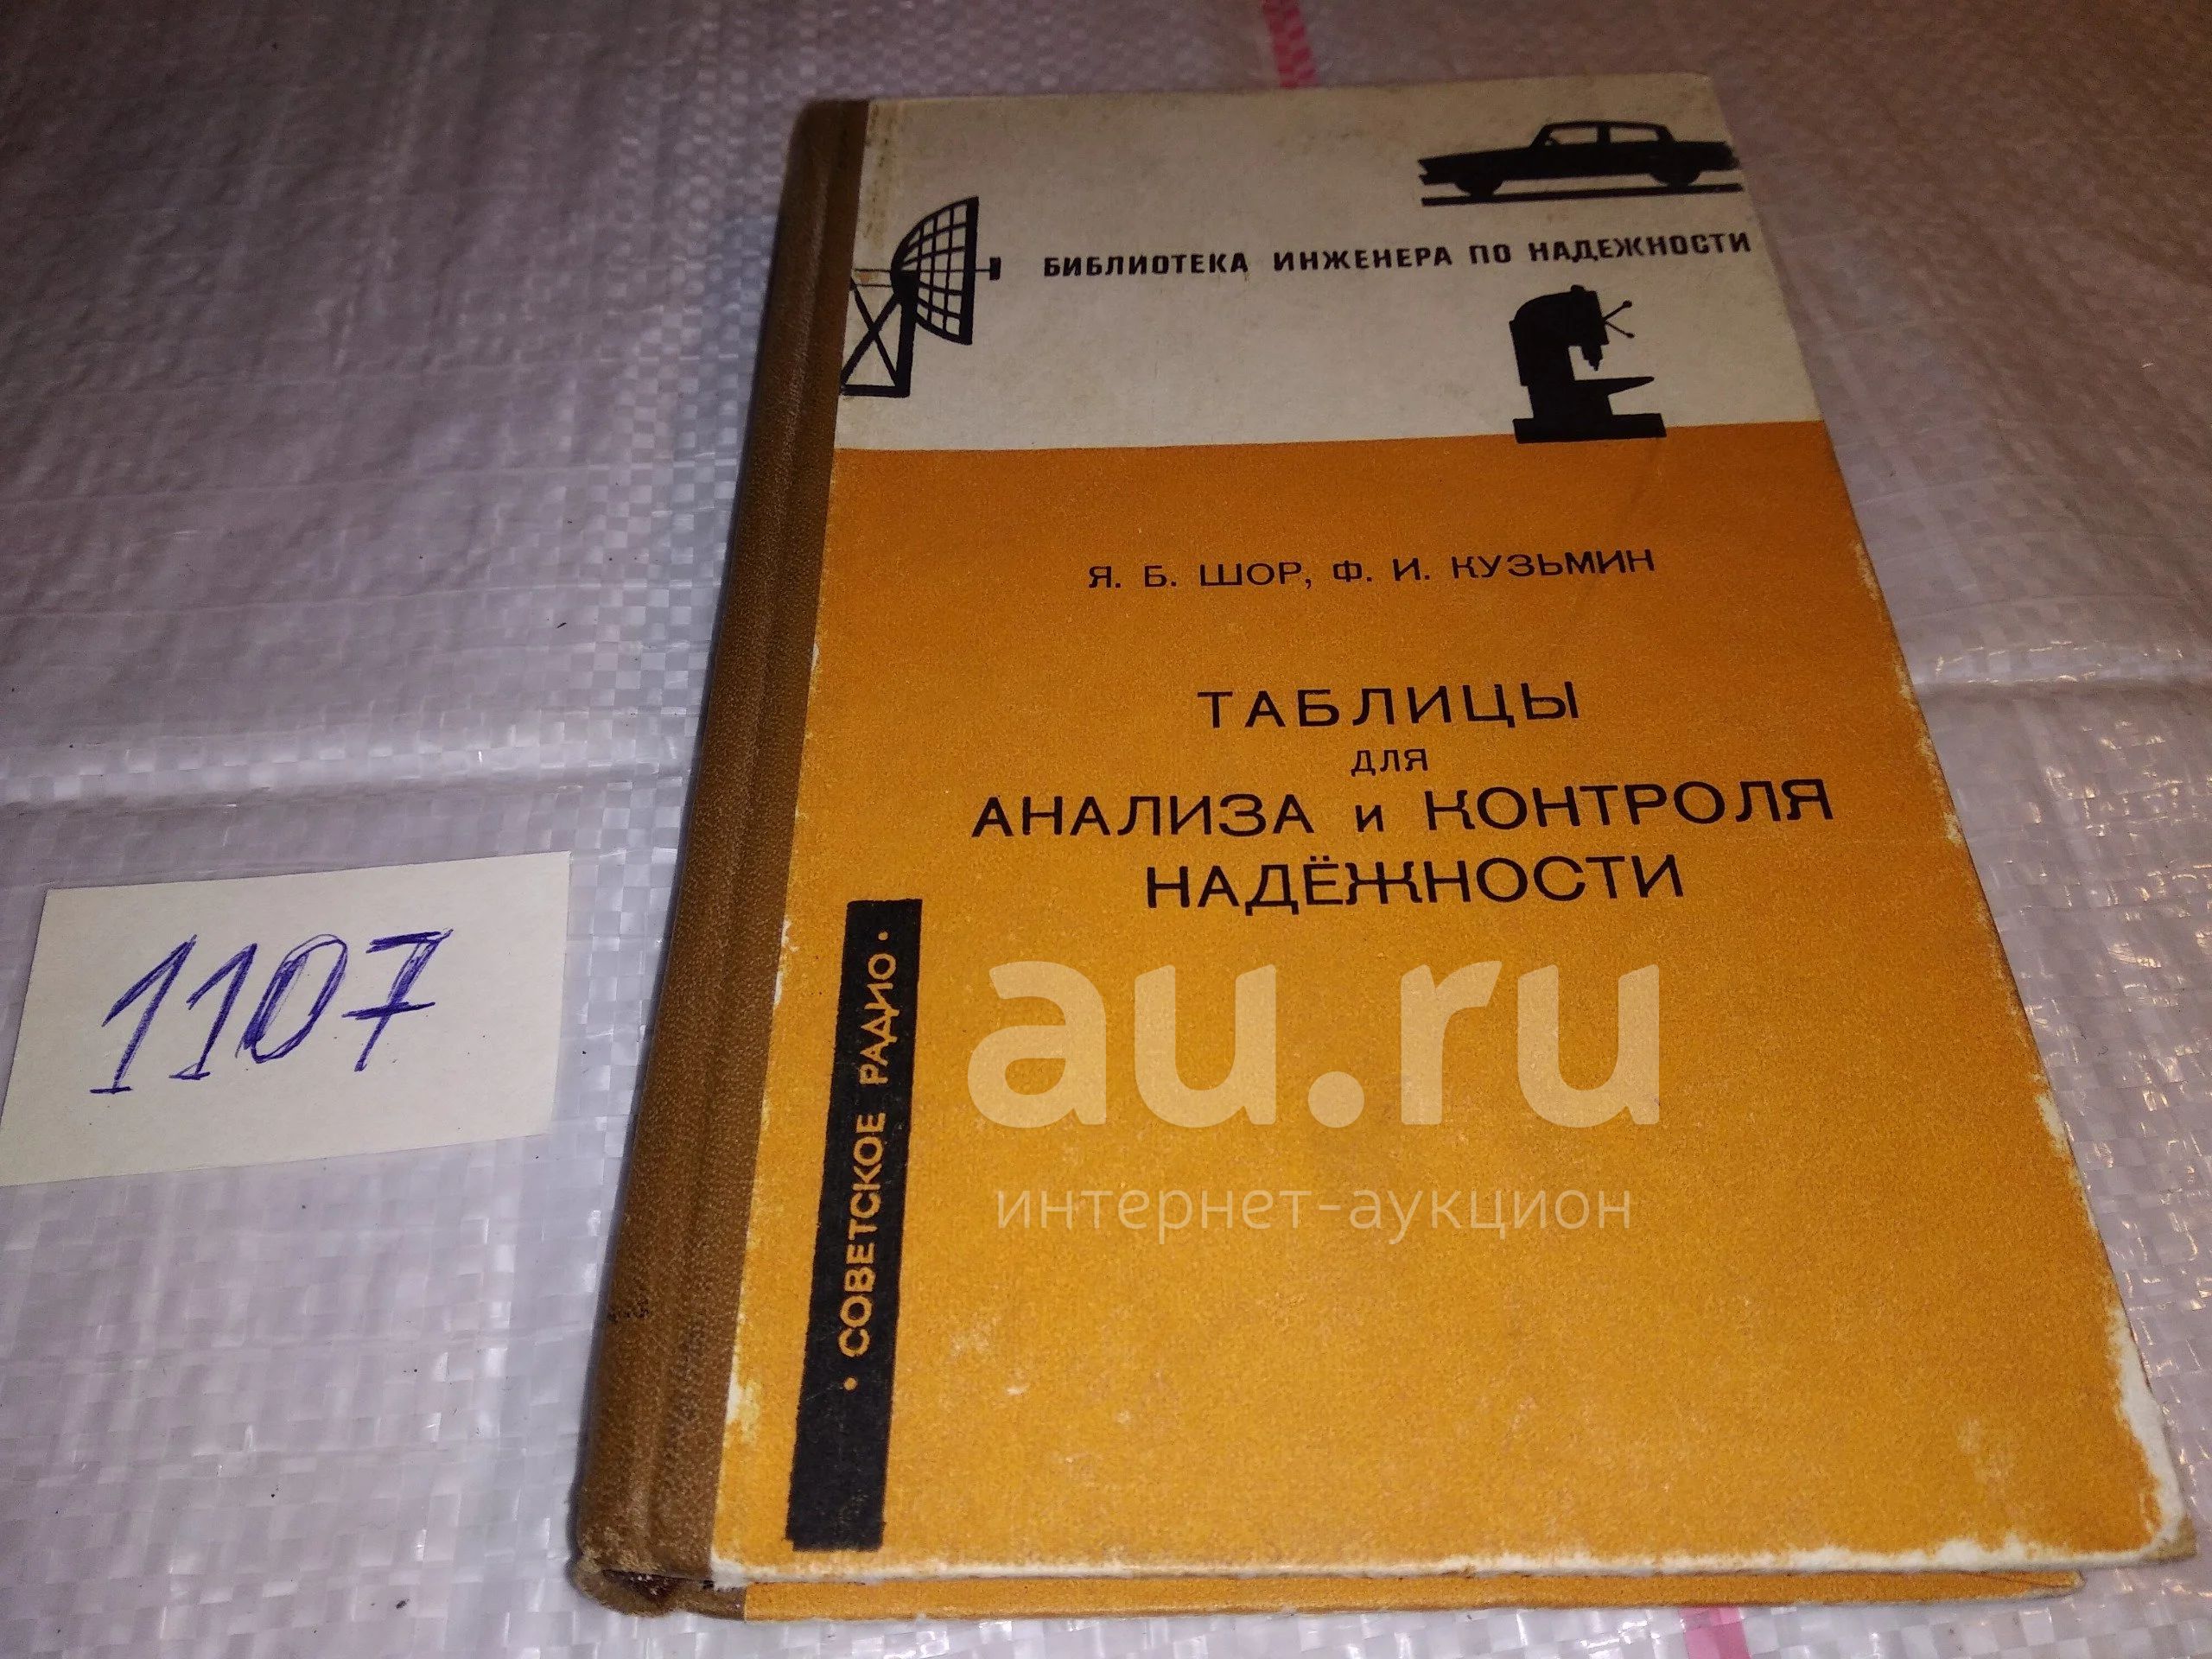 БИБЛИОТЕКА ИНЖЕНЕРА ПО НАДЕЖНОСТИ
Я. Б. ШОР, Ф. И. КУЗЬМИН
ТАБЛИЦЫ
ДЛЯ
АНАЛИЗА и КОНТРОЛЯ
НАДЁЖНОСТИ
• СОВЕТСКОЕ РАДИО •
1107
au.ru
интернет-аукцион